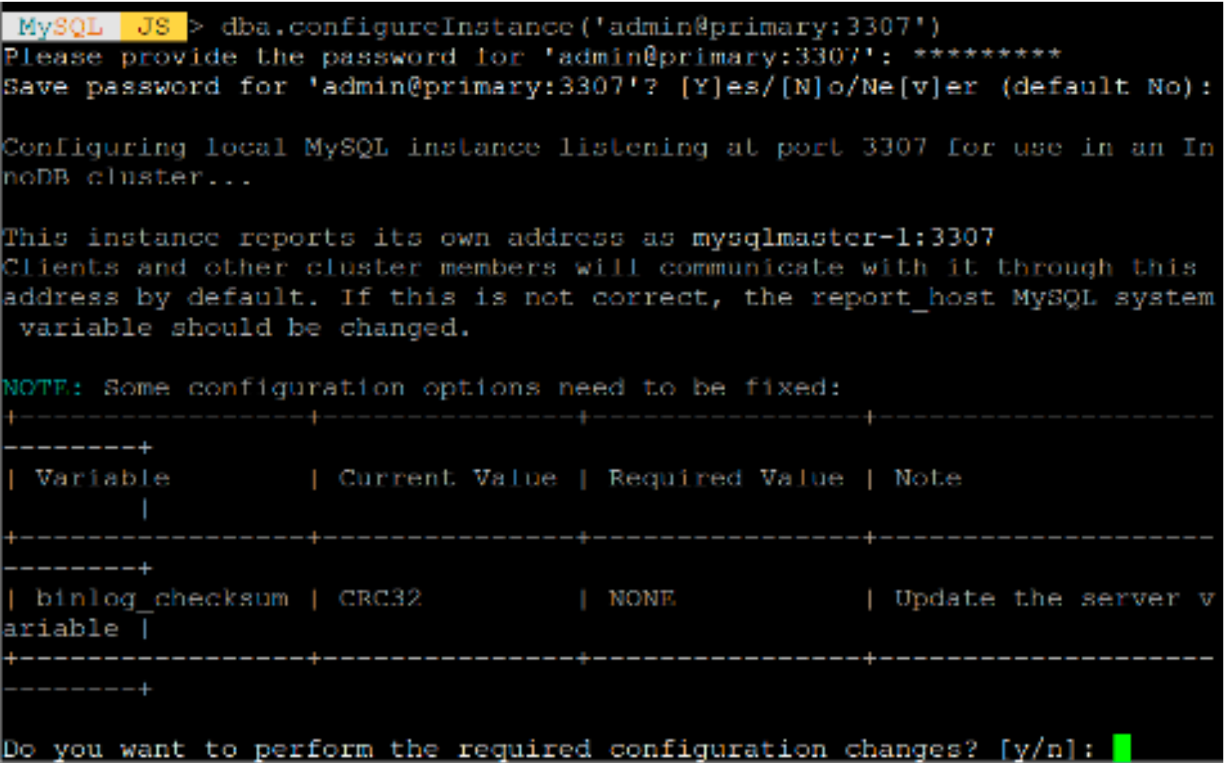 MySQL JS > dba.configureInstance('admin@primary:3307')
Please provide the password for 'admin@primary:3307': *********
Save password for 'admin@primary:3307'? [Y]es/[N]o/Ne[v]er (default No):
Configuring local MySQL instance listening at port 3307 for use in an In
noDB cluster...
This instance reports its own address as mysqlmaster-1:3307
Clients and other cluster members will communicate with it through this
address by default. If this is not correct, the report_host MySQL system
 variable should be changed.
NOTE: Some configuration options need to be fixed:
+-----------------+---------------+----------------+--------------------
--------+
| Variable        | Current Value | Required Value | Note
        |
+-----------------+---------------+----------------+--------------------
--------+
| binlog_checksum | CRC32         | NONE           | Update the server v
ariable |
+-----------------+---------------+----------------+--------------------
--------+
Do you want to perform the required configuration changes? [y/n]: